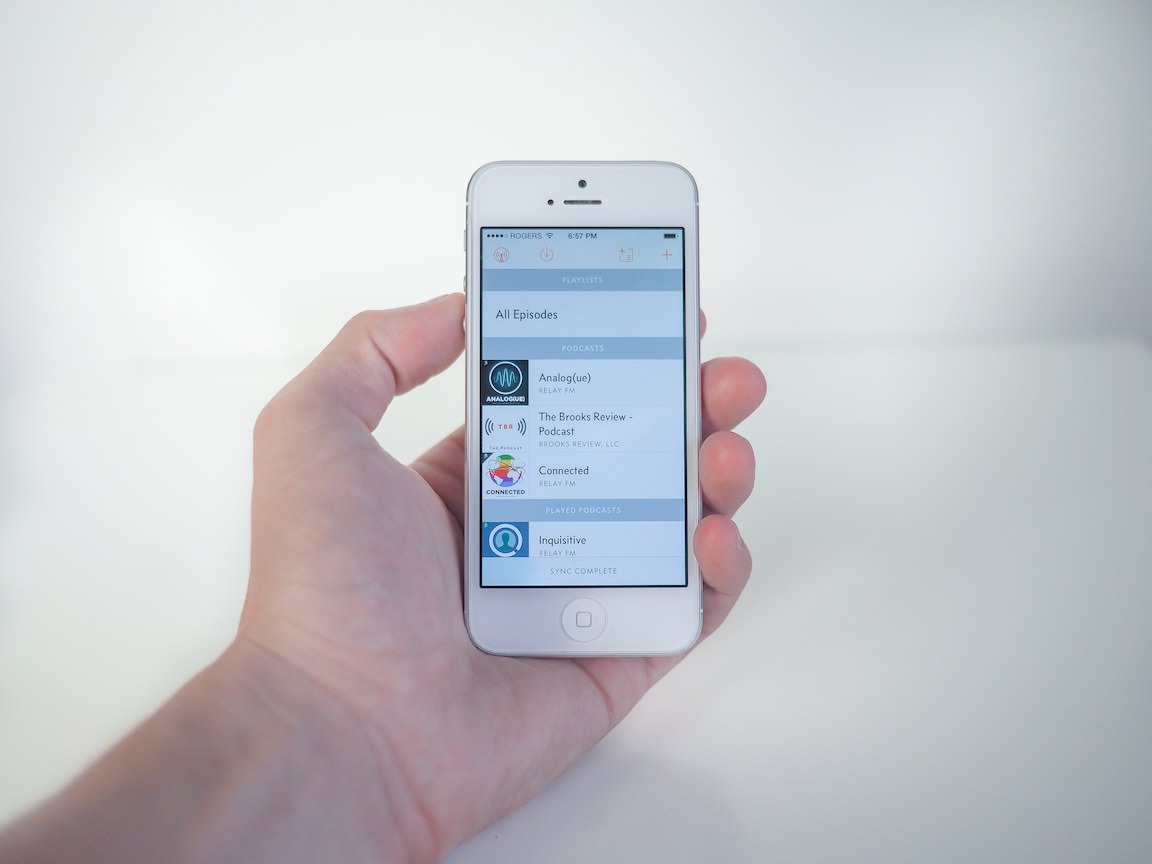 ROGERS 6:57 PM
PLAYLISTS
All Episodes
PODCASTS
ANALOG(UE)
Analog(ue)
RELAY FM
TBR
THE PODCAST
The Brooks Review -
Podcast
BROOKS REVIEW, LLC
CONNECTED
Connected
RELAY FM
PLAYED PODCASTS
Inquisitive
RELAY FM
SYNC COMPLETE